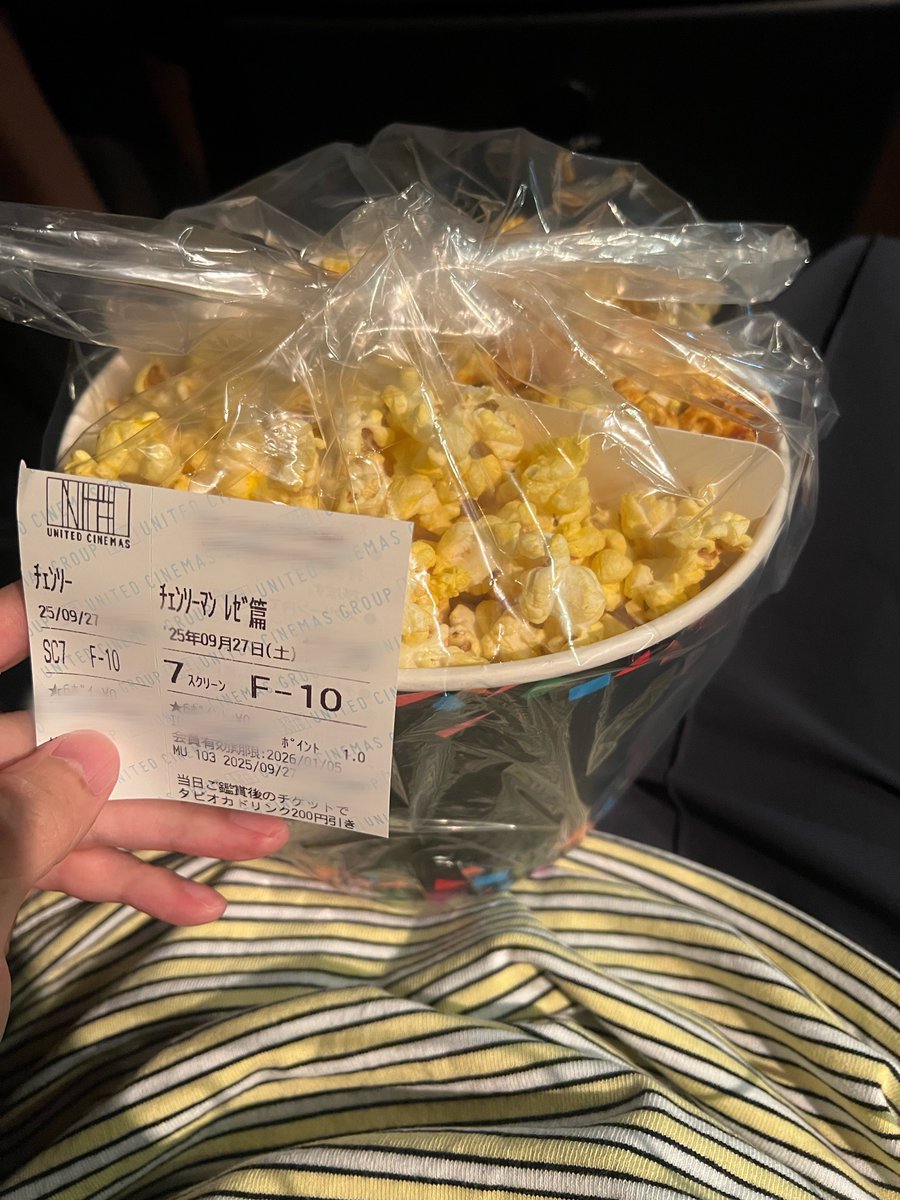 UNITED CINEMAS
ﾁｪﾝｿｰ
25/09/27
SC7 F-10
ﾁｪﾝｿｰﾏﾝ ﾚｾﾞ篇
25年09月27日(土)
7 ｽｸﾘｰﾝ F-10
会員有効期限:2026/01/05
ﾎﾟｲﾝﾄ 1.0
MU 103 2025/09/27
当日ご鑑賞後のチケットで
タピオカドリンク200円引き